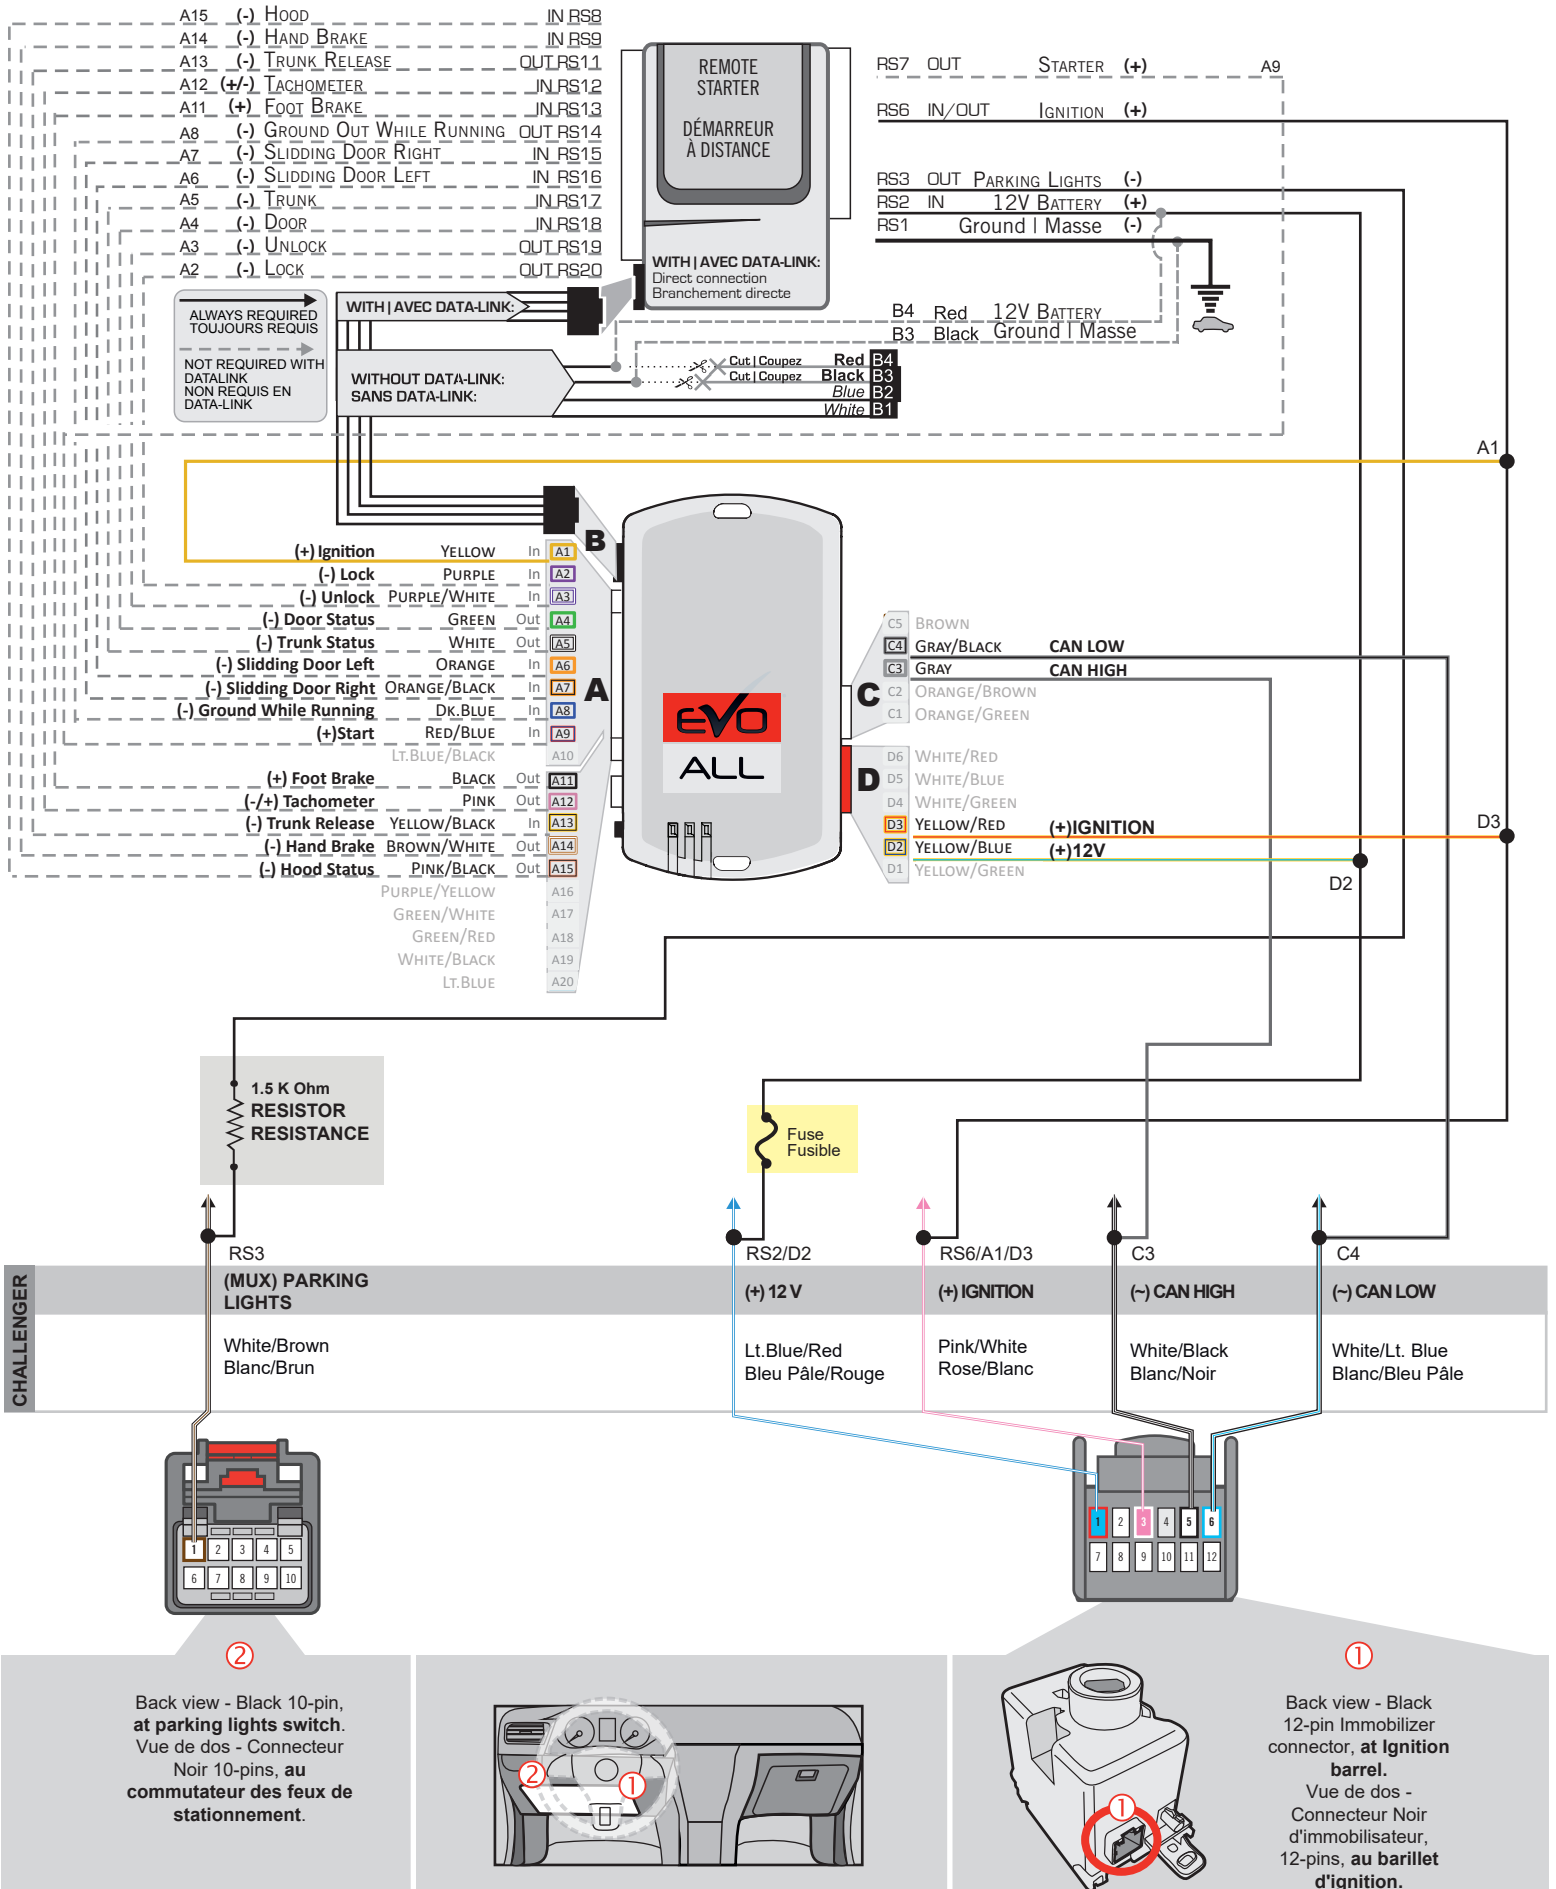 A15 (-) HOOD IN RS8
A14 (-) HAND BRAKE IN RS9
A13 (-) TRUNK RELEASE OUT RS11
A12 (+/-) TACHOMETER IN RS12
A11 (+) FOOT BRAKE IN RS13
A8 (-) GROUND OUT WHILE RUNNING OUT RS14
A7 (-) SLIDDING DOOR RIGHT IN RS15
A6 (-) SLIDDING DOOR LEFT IN RS16
A5 (-) TRUNK IN RS17
A4 (-) DOOR IN RS18
A3 (-) UNLOCK OUT RS19
A2 (-) LOCK OUT RS20
REMOTE
STARTER
DÉMARREUR
À DISTANCE
WITH | AVEC DATA-LINK:
Direct connection
Branchement directe
RS7 OUT STARTER (+) A9
RS6 IN/OUT IGNITION (+)
RS3 OUT PARKING LIGHTS (-)
RS2 IN 12V BATTERY (+)
RS1 Ground | Masse (-)
ALWAYS REQUIRED
TOUJOURS REQUIS
NOT REQUIRED WITH
DATALINK
NON REQUIS EN
DATA-LINK
WITH | AVEC DATA-LINK:
B4 Red 12V BATTERY
B3 Black Ground | Masse
WITHOUT DATA-LINK:
SANS DATA-LINK:
Cut | Coupez Red B4
Cut | Coupez Black B3
Blue B2
White B1
A1
B
(+) Ignition YELLOW In A1
(-) Lock PURPLE In A2
(-) Unlock PURPLE/WHITE In A3
(-) Door Status GREEN Out A4
(-) Trunk Status WHITE Out A5
(-) Slidding Door Left ORANGE In A6
(-) Slidding Door Right ORANGE/BLACK In A7
(-) Ground While Running DK.BLUE In A8
(+)Start RED/BLUE In A9
LT.BLUE/BLACK A10
(+) Foot Brake BLACK Out A11
(-/+) Tachometer PINK Out A12
(-) Trunk Release YELLOW/BLACK In A13
(-) Hand Brake BROWN/WHITE Out A14
(-) Hood Status PINK/BLACK Out A15
PURPLE/YELLOW A16
GREEN/WHITE A17
GREEN/RED A18
WHITE/BLACK A19
LT.BLUE A20
A
EVO
ALL
C
C5 BROWN
C4 GRAY/BLACK CAN LOW
C3 GRAY CAN HIGH
C2 ORANGE/BROWN
C1 ORANGE/GREEN
D
D6 WHITE/RED
D5 WHITE/BLUE
D4 WHITE/GREEN
D3 YELLOW/RED (+)IGNITION D3
D2 YELLOW/BLUE (+)12V
D1 YELLOW/GREEN
D2
1.5 K Ohm
RESISTOR
RESISTANCE
Fuse
Fusible
RS3 RS2/D2 RS6/A1/D3 C3 C4
CHALLENGER
(MUX) PARKING
LIGHTS
(+) 12 V
(+) IGNITION
(~) CAN HIGH
(~) CAN LOW
White/Brown
Blanc/Brun
Lt.Blue/Red
Bleu Pâle/Rouge
Pink/White
Rose/Blanc
White/Black
Blanc/Noir
White/Lt. Blue
Blanc/Bleu Pâle
1 2 3 4 5
6 7 8 9 10
1 2 3 4 5 6
7 8 9 10 11 12
2
Back view - Black 10-pin,
at parking lights switch.
Vue de dos - Connecteur
Noir 10-pins, au
commutateur des feux de
stationnement.
2
1
1
1
Back view - Black
12-pin Immobilizer
connector, at Ignition
barrel.
Vue de dos -
Connecteur Noir
d'immobilisateur,
12-pins, au barillet
d'ignition.